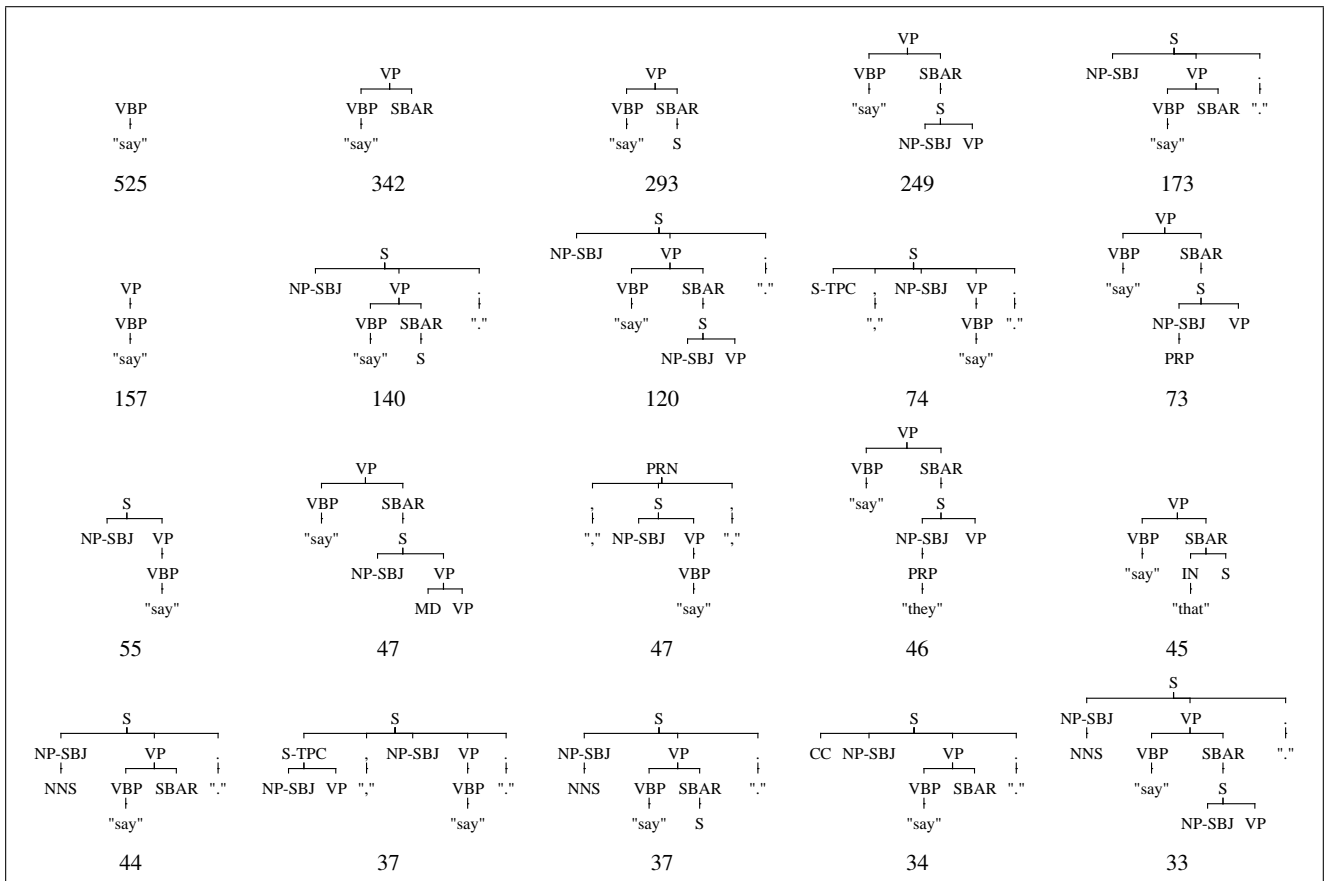 VP S
VP VP VBP SBAR NP-SBJ VP .
VBP VBP SBAR VBP SBAR "say" S VBP SBAR "."
"say" "say" "say" S NP-SBJ VP "say"
525 342 293 249 173
S VP
S NP-SBJ VP . S VBP SBAR
VP NP-SBJ VP . VBP SBAR "." S-TPC , NP-SBJ VP . "say" S
VBP VBP SBAR "." "say" S "," VBP "." NP-SBJ VP
"say" "say" S NP-SBJ VP "say" PRP
157 140 120 74 73
VP
VP PRN VBP SBAR
S VBP SBAR , S , "say" S VP
NP-SBJ VP "say" S "," NP-SBJ VP "," NP-SBJ VP VBP SBAR
VBP NP-SBJ VP VBP PRP "say" IN S
"say" MD VP "say" "they" "that"
55 47 47 46 45
S
S S S S NP-SBJ VP .
NP-SBJ VP . S-TPC , NP-SBJ VP . NP-SBJ VP . CC NP-SBJ VP . NNS VBP SBAR "."
NNS VBP SBAR "." NP-SBJ VP "," VBP "." NNS VBP SBAR "." VBP SBAR "." "say" S
"say" "say" "say" S "say" NP-SBJ VP
44 37 37 34 33